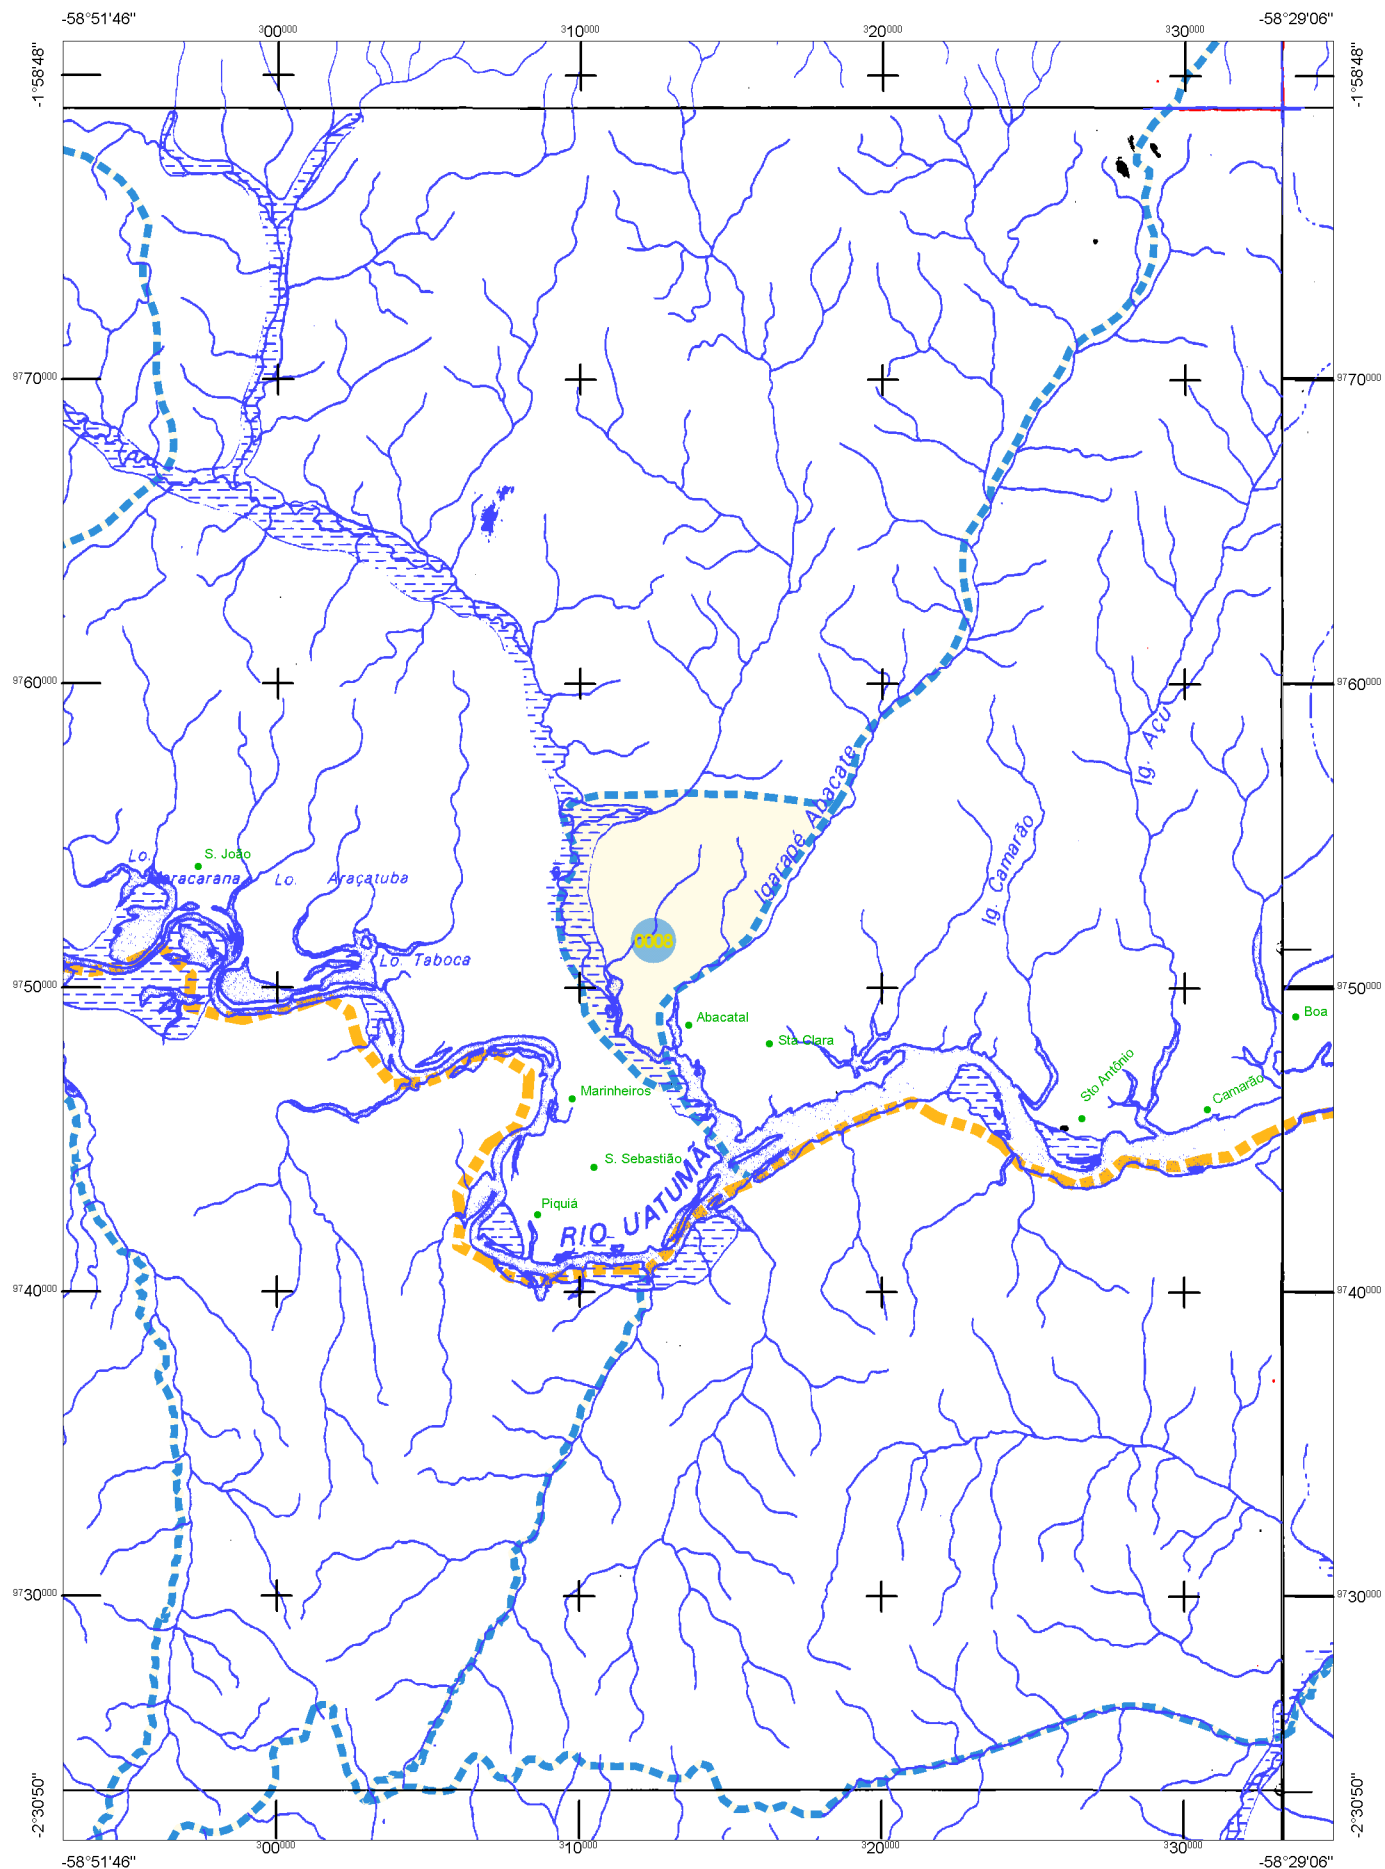 -58°51'46"
-58°29'06"
300000
310000
320000
330000
-1°58'48"
-1°58'48"
9770000
9770000
9760000
9760000
Ig. Açú
Igarapé Abacate
Ig. Camarão
Lo.
S. João
Maracarana
Lo. Araçatuba
0008
Lo. Taboca
9750000
9750000
Abacatal
Boa
Sta Clara
Sto Antônio
Marinheiros
Camarão
S. Sebastião
Piquiá
RIO UATUMÃ
9740000
9740000
9730000
9730000
-2°30'50"
-2°30'50"
300000
310000
320000
330000
-58°51'46"
-58°29'06"